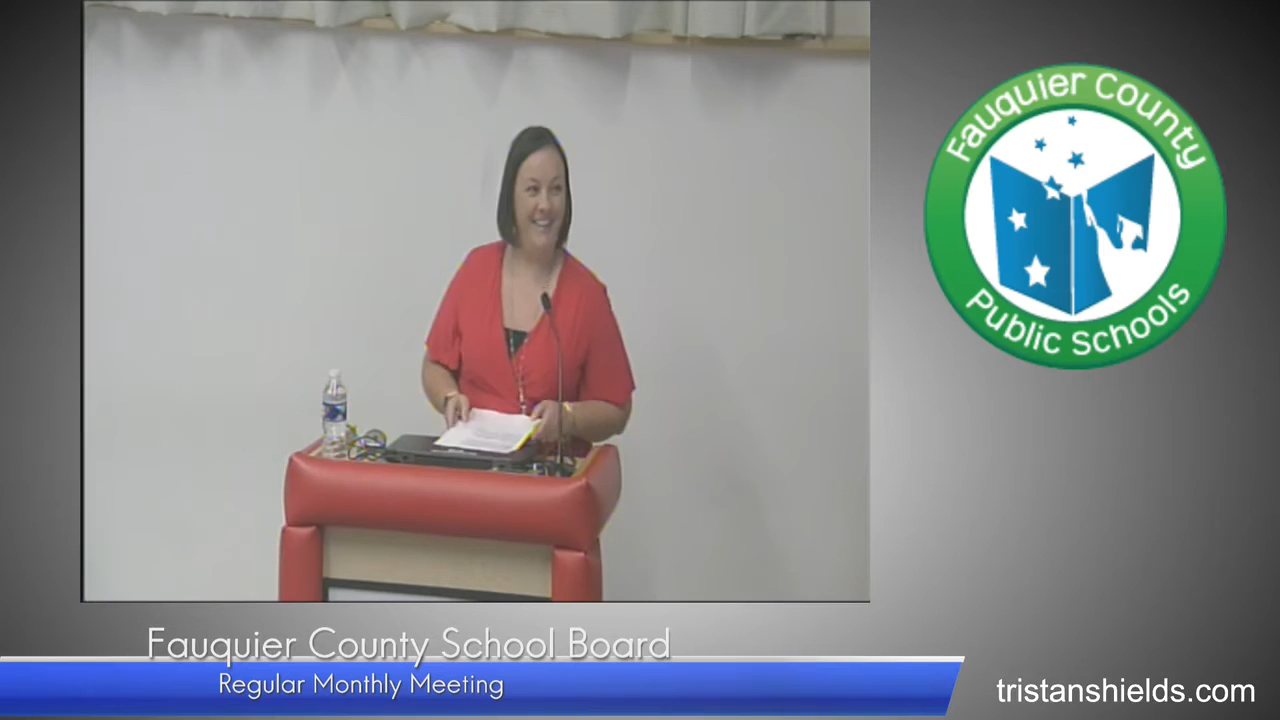 Fauquier County
Public Schools
Fauquier County School Board
Regular Monthly Meeting
tristanshields.com